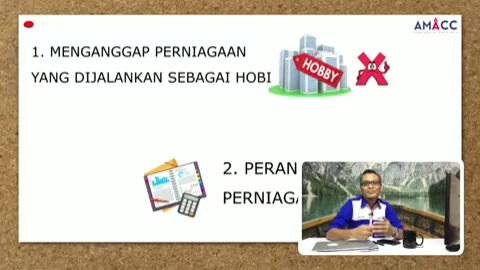 AMACC
1. MENGANGGAP PERNIAGAAN
YANG DIJALANKAN SEBAGAI HOBI
HOBBY
2. PERAN
PERNIAGA